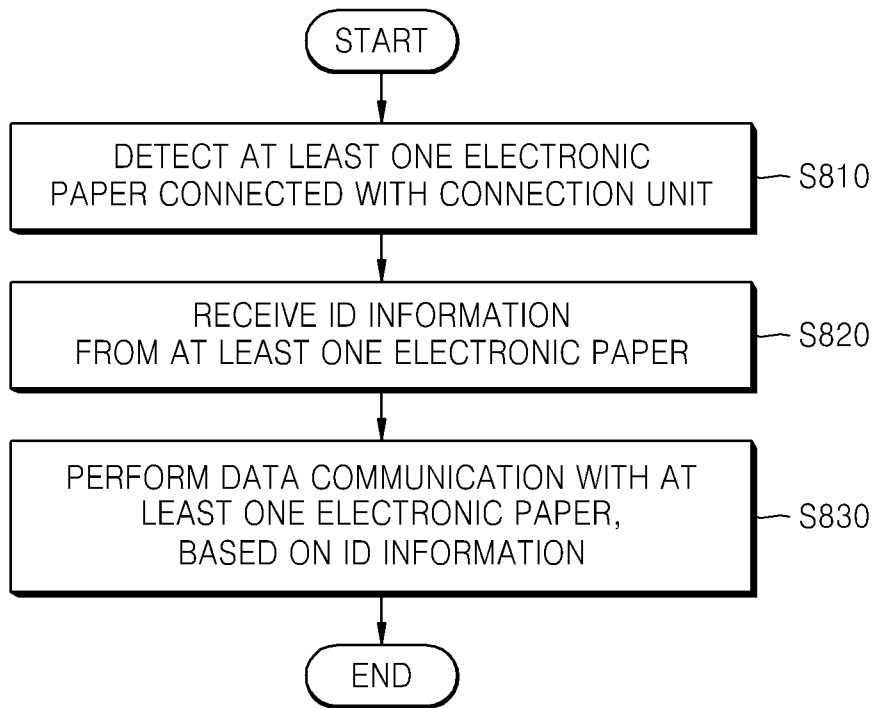 START
DETECT AT LEAST ONE ELECTRONIC
PAPER CONNECTED WITH CONNECTION UNIT
S810
RECEIVE ID INFORMATION
FROM AT LEAST ONE ELECTRONIC PAPER
S820
PERFORM DATA COMMUNICATION WITH AT
LEAST ONE ELECTRONIC PAPER,
BASED ON ID INFORMATION
S830
END